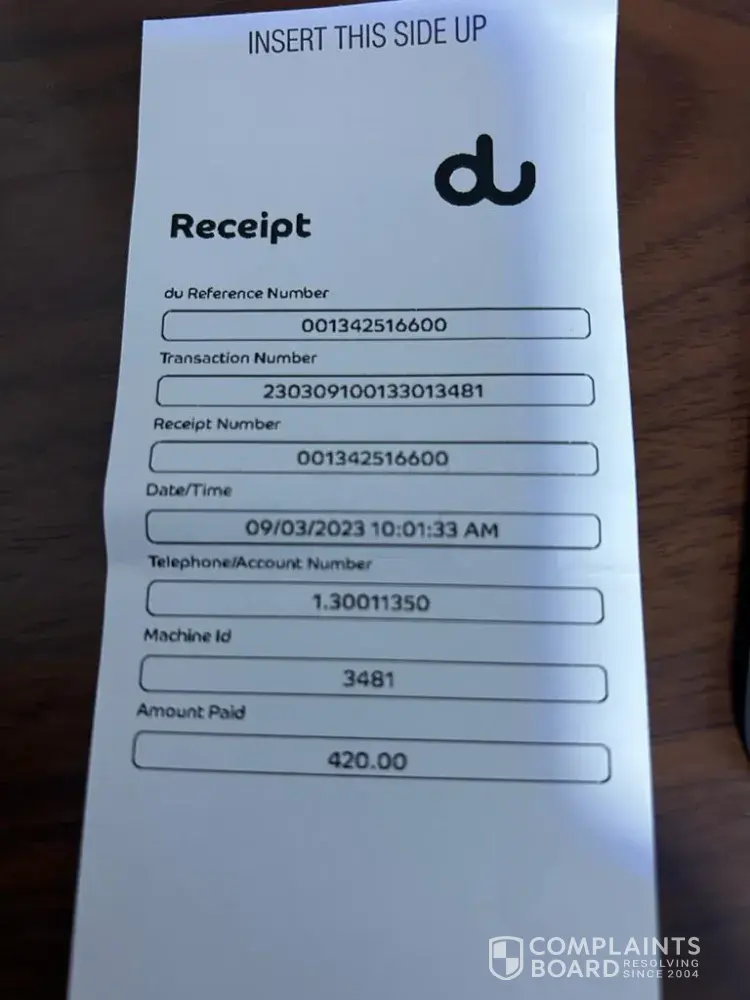 INSERT THIS SIDE UP
du
Receipt
du Reference Number
001342516600
Transaction Number
230309100133013481
Receipt Number
001342516600
Date/Time
09/03/2023 10:01:33 AM
Telephone/Account Number
1.30011350
Machine Id
3481
Amount Paid
420.00
COMPLAINTS
BOARD RESOLVING
SINCE 2004